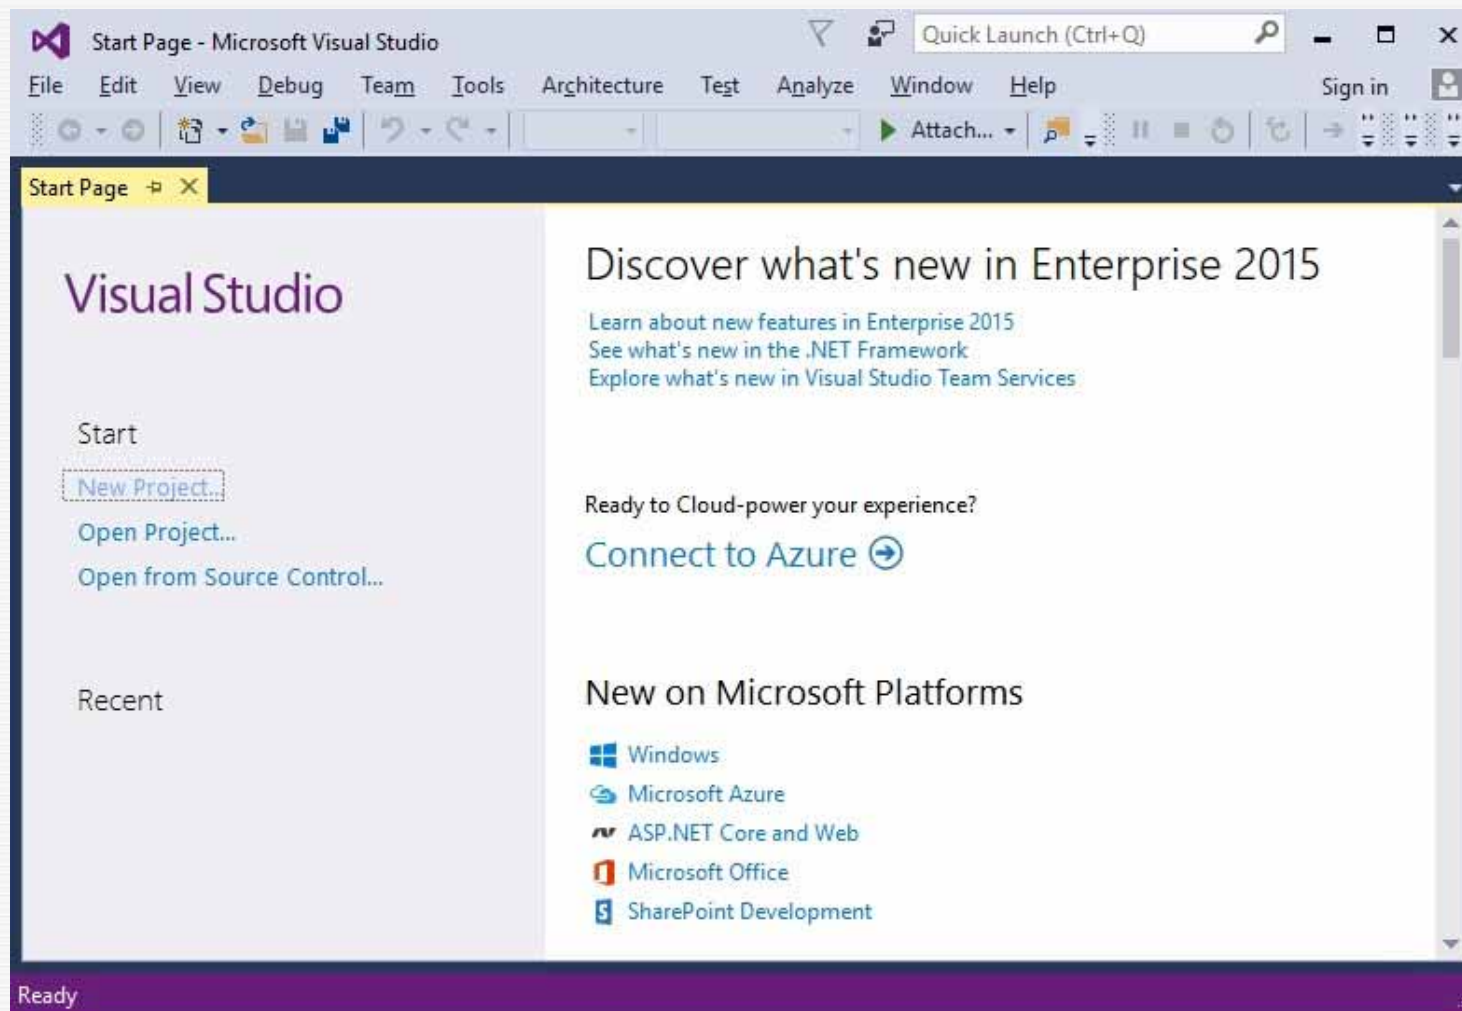 Start Page - Microsoft Visual Studio
Quick Launch (Ctrl+Q)
File Edit View Debug Team Tools Architecture Test Analyze Window Help
Sign in
Attach...
Start Page
Visual Studio
Start
New Project...
Open Project...
Open from Source Control...
Recent
Discover what's new in Enterprise 2015
Learn about new features in Enterprise 2015
See what's new in the .NET Framework
Explore what's new in Visual Studio Team Services
Ready to Cloud-power your experience?
Connect to Azure
New on Microsoft Platforms
Windows
Microsoft Azure
ASP.NET Core and Web
Microsoft Office
SharePoint Development
Ready